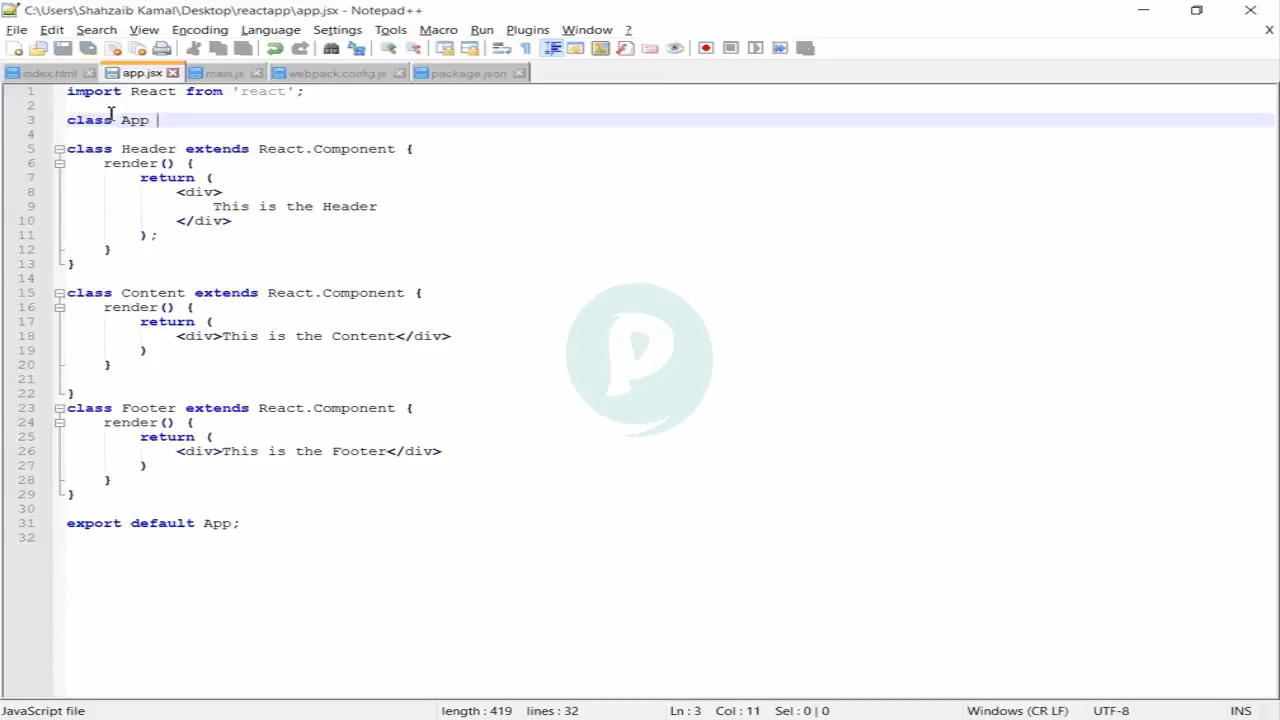 C:\Users\Shahzaib Kamal\Desktop\reactapp\app.jsx - Notepad++
File Edit Search View Encoding Language Settings Tools Macro Run Plugins Window ? X
index.html app.jsx main.js webpack.config.js package.json
1 import React from 'react';
2
3 class App
4
5 class Header extends React.Component {
6 render() {
7 return (
8 <div>
9 This is the Header
10 </div>
11 );
12 }
13 }
14
15 class Content extends React.Component {
16 render() {
17 return (
18 <div>This is the Content</div>
19 )
20 }
21
22 }
23 class Footer extends React.Component {
24 render() {
25 return (
26 <div>This is the Footer</div>
27 )
28 }
29 }
30
31 export default App;
32
P
JavaScript file length : 419 lines : 32 Ln : 3 Col : 11 Sel : 0 | 0 Windows (CR LF) UTF-8 INS